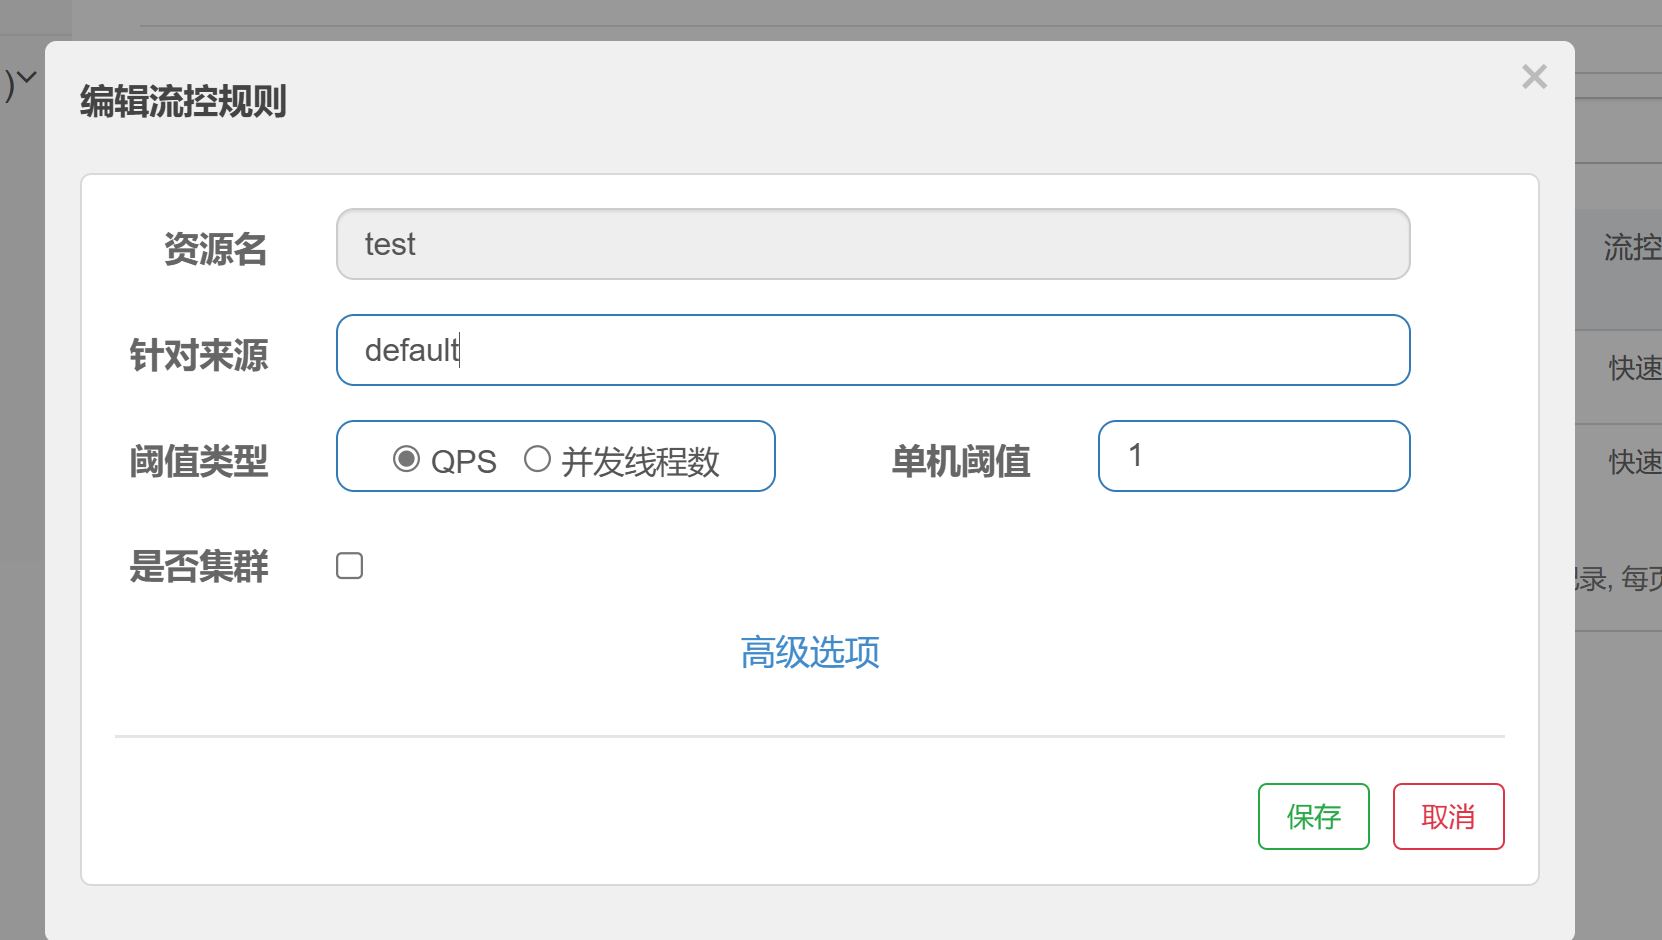 编辑流控规则
×
资源名 test
针对来源 default
阈值类型 QPS 并发线程数 单机阈值 1
是否集群
高级选项
保存 取消
)
流控
快速
快速
录, 每页